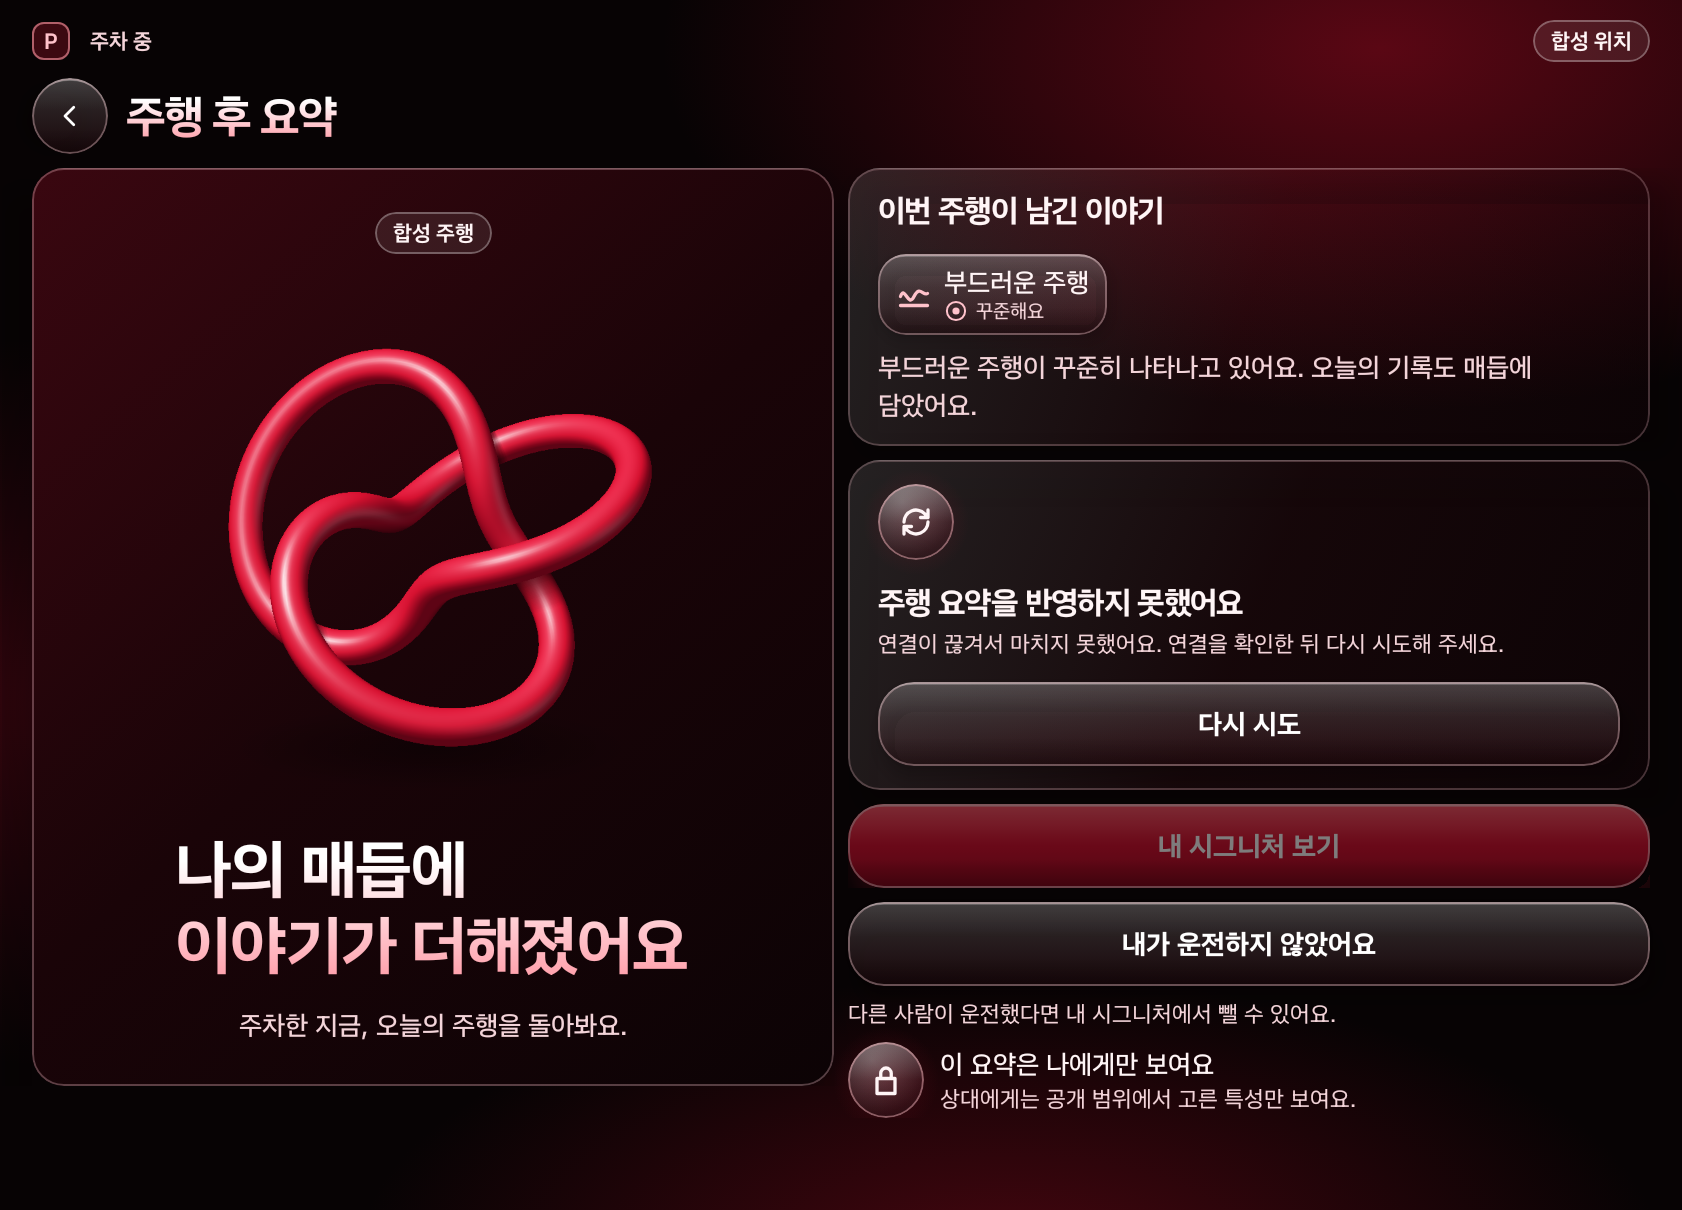 P 주차 중
합성 위치
주행 후 요약
합성 주행
나의 매듭에
이야기가 더해졌어요
주차한 지금, 오늘의 주행을 돌아봐요.
이번 주행이 남긴 이야기
부드러운 주행
꾸준해요
부드러운 주행이 꾸준히 나타나고 있어요. 오늘의 기록도 매듭에
담았어요.
주행 요약을 반영하지 못했어요
연결이 끊겨서 마치지 못했어요. 연결을 확인한 뒤 다시 시도해 주세요.
다시 시도
내 시그니처 보기
내가 운전하지 않았어요
다른 사람이 운전했다면 내 시그니처에서 뺄 수 있어요.
이 요약은 나에게만 보여요
상대에게는 공개 범위에서 고른 특성만 보여요.